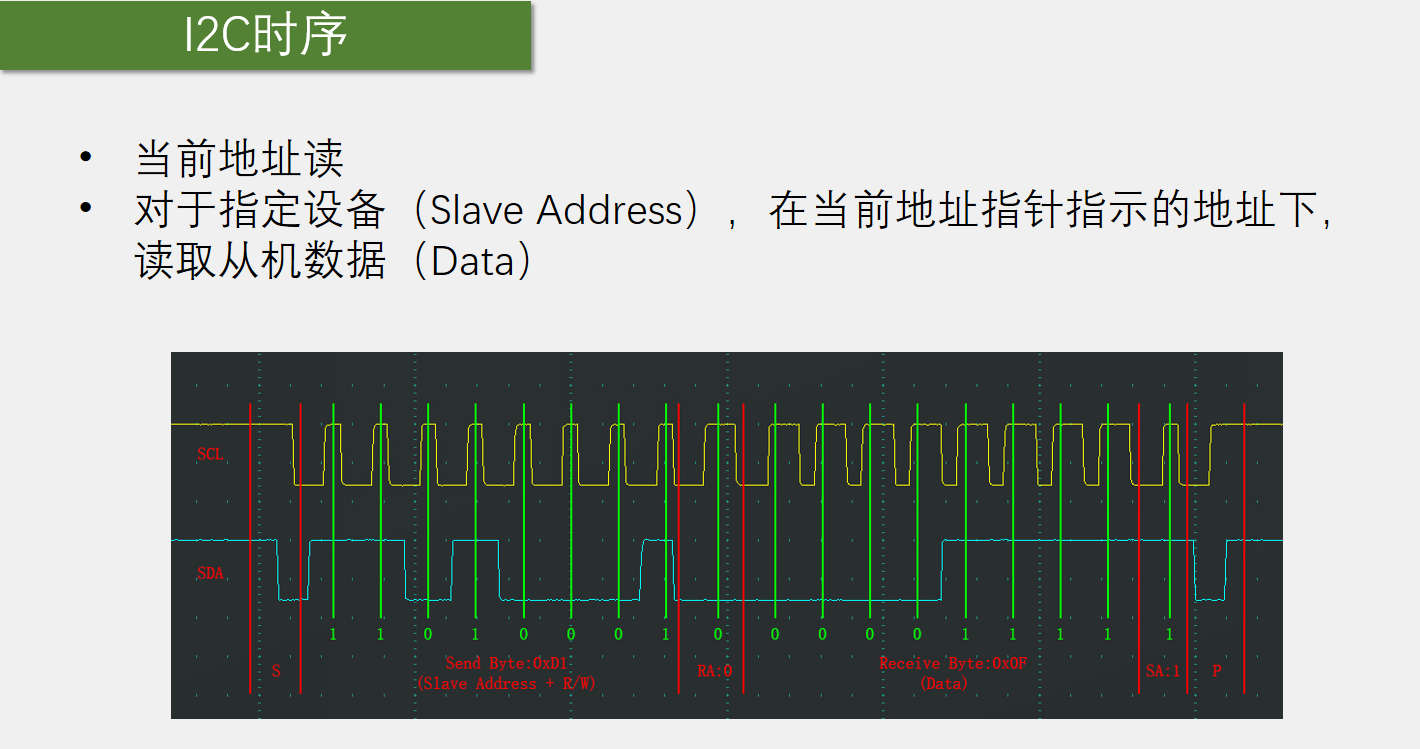 I2C时序
• 当前地址读
• 对于指定设备（Slave Address），在当前地址指针指示的地址下，
读取从机数据（Data）
SCL
SDA
1 1 0 1 0 0 0 1 0 0 0 0 0 1 1 1 1 1
S
Send Byte:0xD1
(Slave Address + R/W)
RA:0
Receive Byte:0x0F
(Data)
SA:1
P